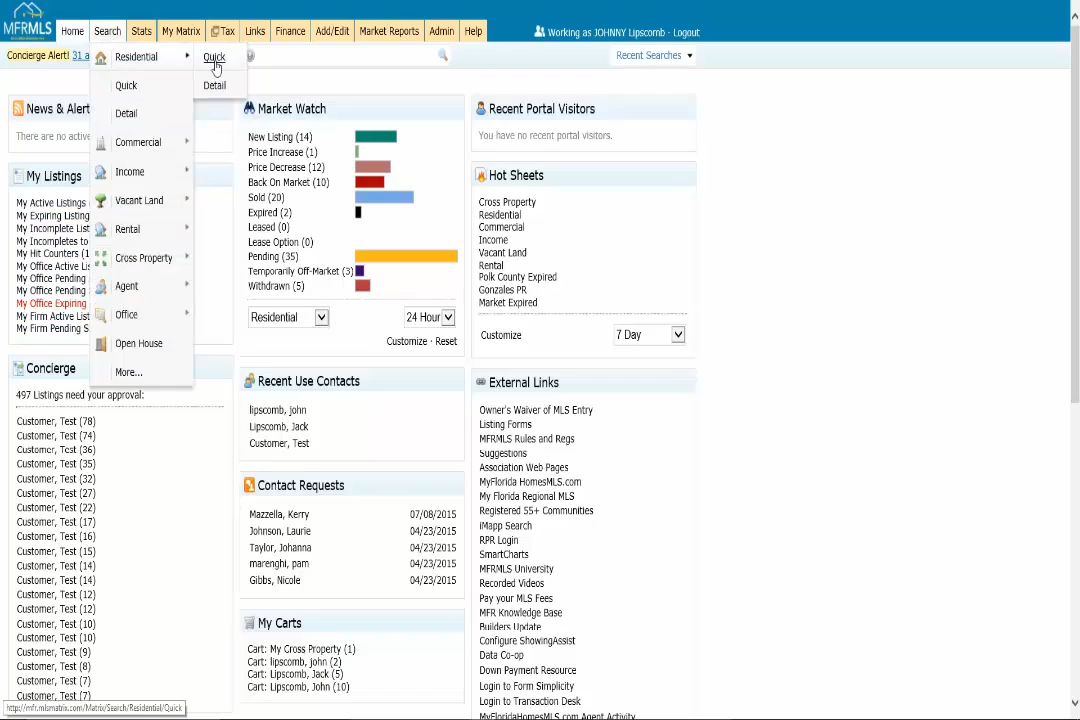 MFRMLS
Home
Search
Stats
My Matrix
Tax
Links
Finance
Add/Edit
Market Reports
Admin
Help
Working as JOHNNY Lipscomb · Logout
Concierge Alert! 31 a
Recent Searches
Residential
Quick
Detail
Commercial
Income
Vacant Land
Rental
Cross Property
Agent
Office
Open House
More...
Quick
Detail
News & Alert
There are no active
My Listings
My Active Listings
My Expiring Listing
My Incomplete List
My Incompletes to
My Hit Counters (1
My Office Active Lis
My Office Pending
My Office Pending
My Office Expiring
My Firm Active List
My Firm Pending S
Concierge
497 Listings need your approval:
Customer, Test (78)
Customer, Test (74)
Customer, Test (36)
Customer, Test (35)
Customer, Test (32)
Customer, Test (27)
Customer, Test (22)
Customer, Test (17)
Customer, Test (16)
Customer, Test (15)
Customer, Test (14)
Customer, Test (14)
Customer, Test (12)
Customer, Test (12)
Customer, Test (10)
Customer, Test (10)
Customer, Test (9)
Customer, Test (8)
Customer, Test (7)
Customer, Test (7)
http://mfr.mlsmatrix.com/Matrix/Search/Residential/Quick
Market Watch
New Listing (14)
Price Increase (1)
Price Decrease (12)
Back On Market (10)
Sold (20)
Expired (2)
Leased (0)
Lease Option (0)
Pending (35)
Temporarily Off-Market (3)
Withdrawn (5)
Residential
24 Hour
Customize · Reset
Recent Use Contacts
lipscomb, john
Lipscomb, Jack
Customer, Test
Contact Requests
Mazzella, Kerry 07/08/2015
Johnson, Laurie 04/23/2015
Taylor, Johanna 04/23/2015
marenghi, pam 04/23/2015
Gibbs, Nicole 04/23/2015
My Carts
Cart: My Cross Property (1)
Cart: lipscomb, john (2)
Cart: Lipscomb, Jack (5)
Cart: Lipscomb, John (10)
Recent Portal Visitors
You have no recent portal visitors.
Hot Sheets
Cross Property
Residential
Commercial
Income
Vacant Land
Rental
Polk County Expired
Gonzales PR
Market Expired
Customize
7 Day
External Links
Owner's Waiver of MLS Entry
Listing Forms
MFRMLS Rules and Regs
Suggestions
Association Web Pages
MyFlorida HomesMLS.com
My Florida Regional MLS
Registered 55+ Communities
iMapp Search
RPR Login
SmartCharts
MFRMLS University
Recorded Videos
Pay your MLS Fees
MFR Knowledge Base
Builders Update
Configure ShowingAssist
Data Co-op
Down Payment Resource
Login to Form Simplicity
Login to Transaction Desk
MyFloridaHomesMLS.com Agent Activity